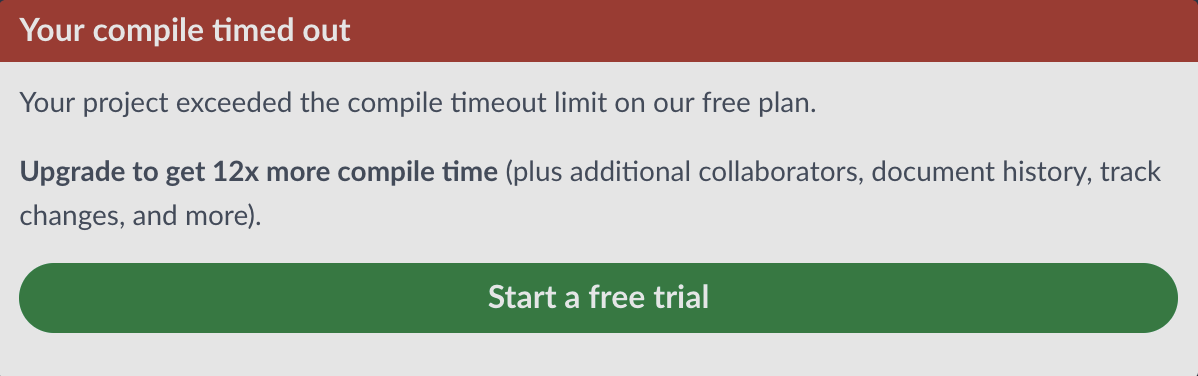 Your compile timed out
Your project exceeded the compile timeout limit on our free plan.
Upgrade to get 12x more compile time (plus additional collaborators, document history, track
changes, and more).
Start a free trial